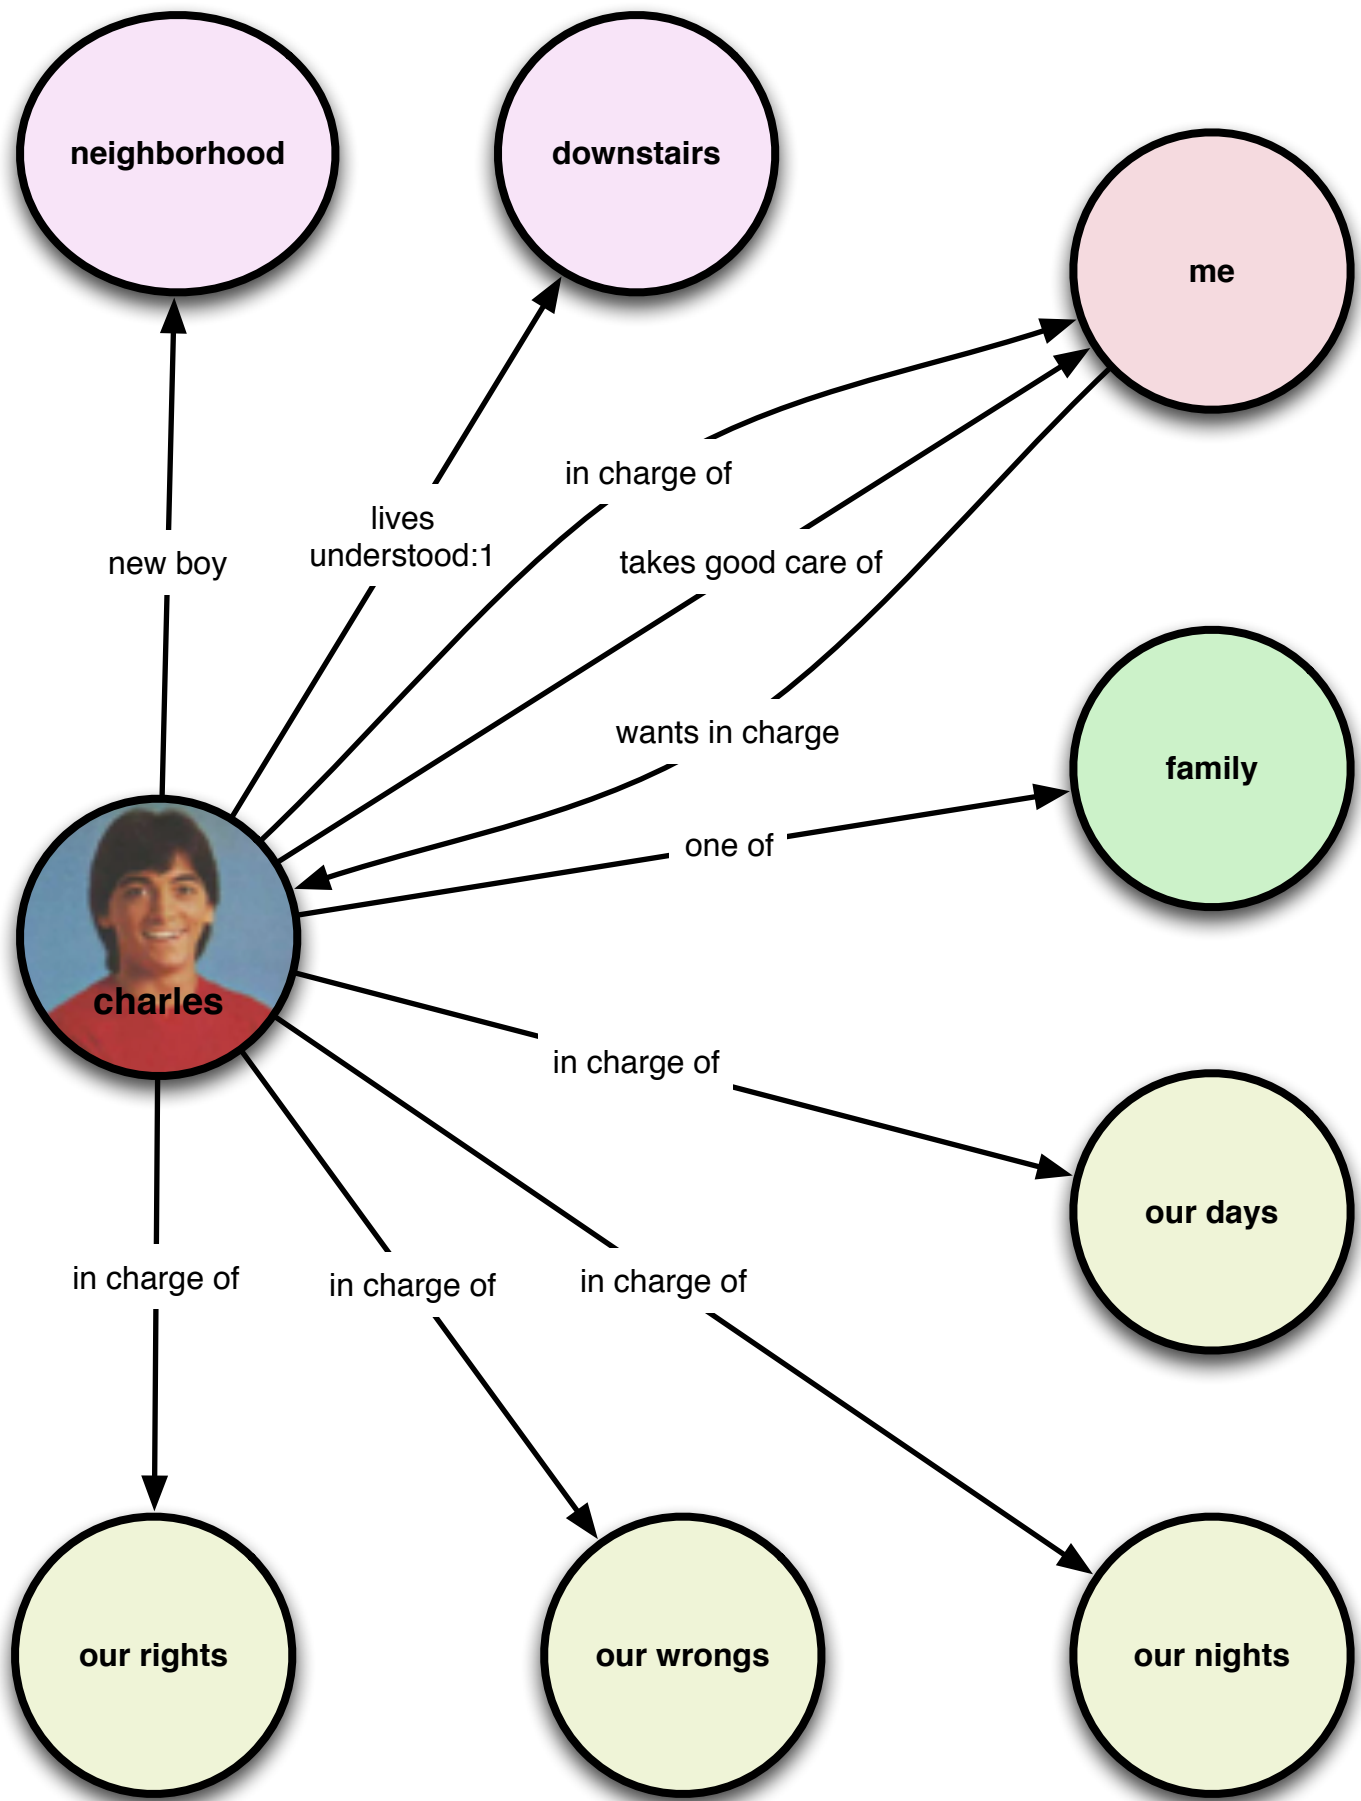 neighborhood
downstairs
me
in charge of
lives
understood:1
new boy
takes good care of
wants in charge
family
one of
charles
in charge of
our days
in charge of
in charge of
in charge of
our rights
our wrongs
our nights